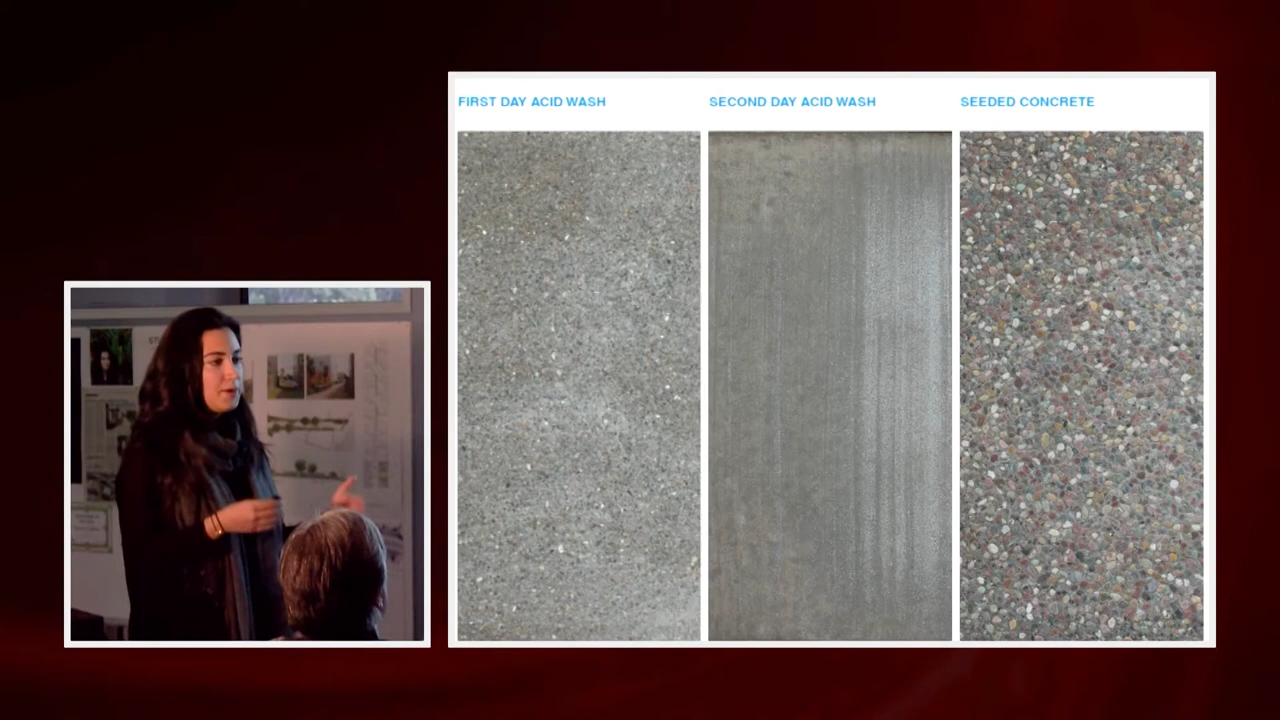 FIRST DAY ACID WASH
SECOND DAY ACID WASH
SEEDED CONCRETE